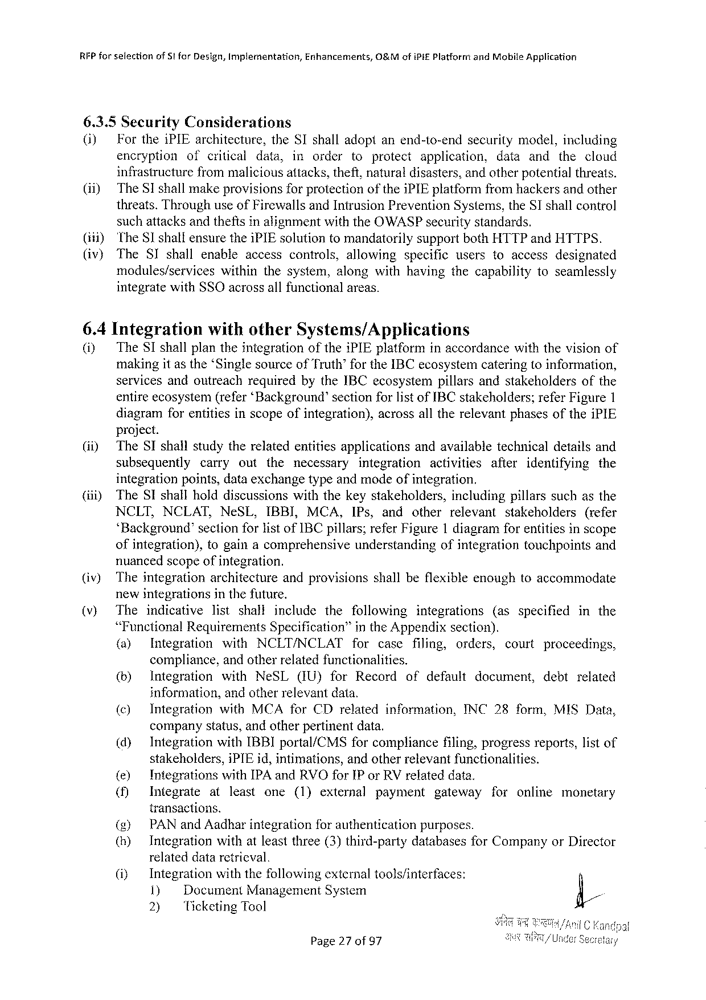 RFP for selection of SI for Design, Implementation, Enhancements, O&M of iPIE Platform and Mobile Application
6.3.5 Security Considerations
(i) For the iPIE architecture, the SI shall adopt an end-to-end security model, including
encryption of critical data, in order to protect application, data and the cloud
infrastructure from malicious attacks, theft, natural disasters, and other potential threats.
(ii) The SI shall make provisions for protection of the iPIE platform from hackers and other
threats. Through use of Firewalls and Intrusion Prevention Systems, the SI shall control
such attacks and thefts in alignment with the OWASP security standards.
(iii) The SI shall ensure the iPIE solution to mandatorily support both HTTP and HTTPS.
(iv) The SI shall enable access controls, allowing specific users to access designated
modules/services within the system, along with having the capability to seamlessly
integrate with SSO across all functional areas.
6.4 Integration with other Systems/Applications
(i) The SI shall plan the integration of the iPIE platform in accordance with the vision of
making it as the ‘Single source of Truth’ for the IBC ecosystem catering to information,
services and outreach required by the IBC ecosystem pillars and stakeholders of the
entire ecosystem (refer ‘Background’ section for list of IBC stakeholders; refer Figure 1
diagram for entities in scope of integration), across all the relevant phases of the iPIE
project.
(ii) The SI shall study the related entities applications and available technical details and
subsequently carry out the necessary integration activities after identifying the
integration points, data exchange type and mode of integration.
(iii) The SI shall hold discussions with the key stakeholders, including pillars such as the
NCLT, NCLAT, NeSL, IBBI, MCA, IPs, and other relevant stakeholders (refer
‘Background’ section for list of IBC pillars; refer Figure 1 diagram for entities in scope
of integration), to gain a comprehensive understanding of integration touchpoints and
nuanced scope of integration.
(iv) The integration architecture and provisions shall be flexible enough to accommodate
new integrations in the future.
(v) The indicative list shall include the following integrations (as specified in the
“Functional Requirements Specification” in the Appendix section).
(a) Integration with NCLT/NCLAT for case filing, orders, court proceedings,
compliance, and other related functionalities.
(b) Integration with NeSL (IU) for Record of default document, debt related
information, and other relevant data.
(c) Integration with MCA for CD related information, INC 28 form, MIS Data,
company status, and other pertinent data.
(d) Integration with IBBI portal/CMS for compliance filing, progress reports, list of
stakeholders, iPIE id, intimations, and other relevant functionalities.
(e) Integrations with IPA and RVO for IP or RV related data.
(f) Integrate at least one (1) external payment gateway for online monetary
transactions.
(g) PAN and Aadhar integration for authentication purposes.
(h) Integration with at least three (3) third-party databases for Company or Director
related data retrieval.
(i) Integration with the following external tools/interfaces:
1) Document Management System
2) Ticketing Tool
/Anil C Kandpal
Page 27 of 97
अवर सचिव/Under Secretary